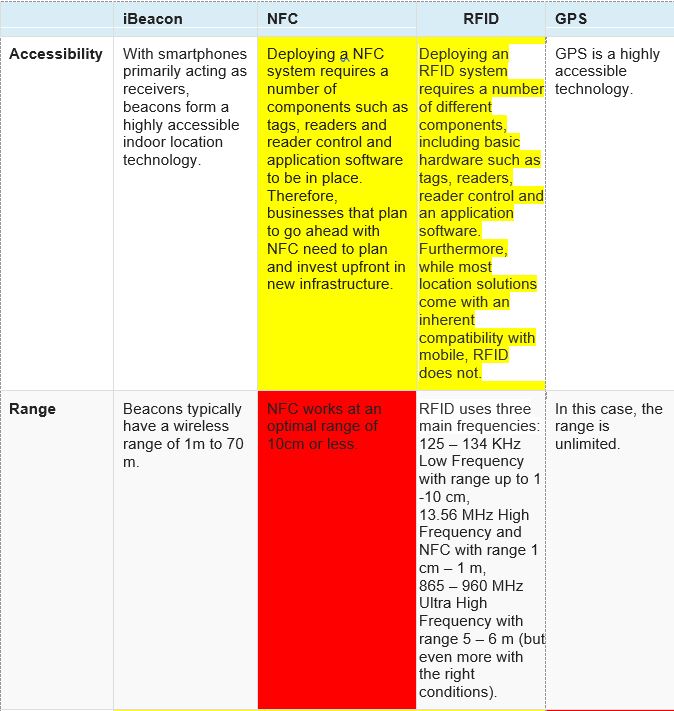 iBeacon
NFC
RFID
GPS
Accessibility
With smartphones
primarily acting as
receivers,
beacons form a
highly accessible
indoor location
technology.
Deploying a NFC
system requires a
number of
components such as
tags, readers and
reader control and
application software
to be in place.
Therefore,
businesses that plan
to go ahead with
NFC need to plan
and invest upfront in
new infrastructure.
Deploying an
RFID system
requires a number
of different
components,
including basic
hardware such as
tags, readers,
reader control and
an application
software.
Furthermore,
while most
location solutions
come with an
inherent
compatibility with
mobile, RFID
does not.
GPS is a highly
accessible
technology.
Range
Beacons typically
have a wireless
range of 1m to 70
m.
NFC works at an
optimal range of
10cm or less.
RFID uses three
main frequencies:
125 – 134 KHz
Low Frequency
with range up to 1
-10 cm,
13.56 MHz High
Frequency and
NFC with range 1
cm – 1 m,
865 – 960 MHz
Ultra High
Frequency with
range 5 – 6 m (but
even more with
the right
conditions).
In this case, the
range is
unlimited.